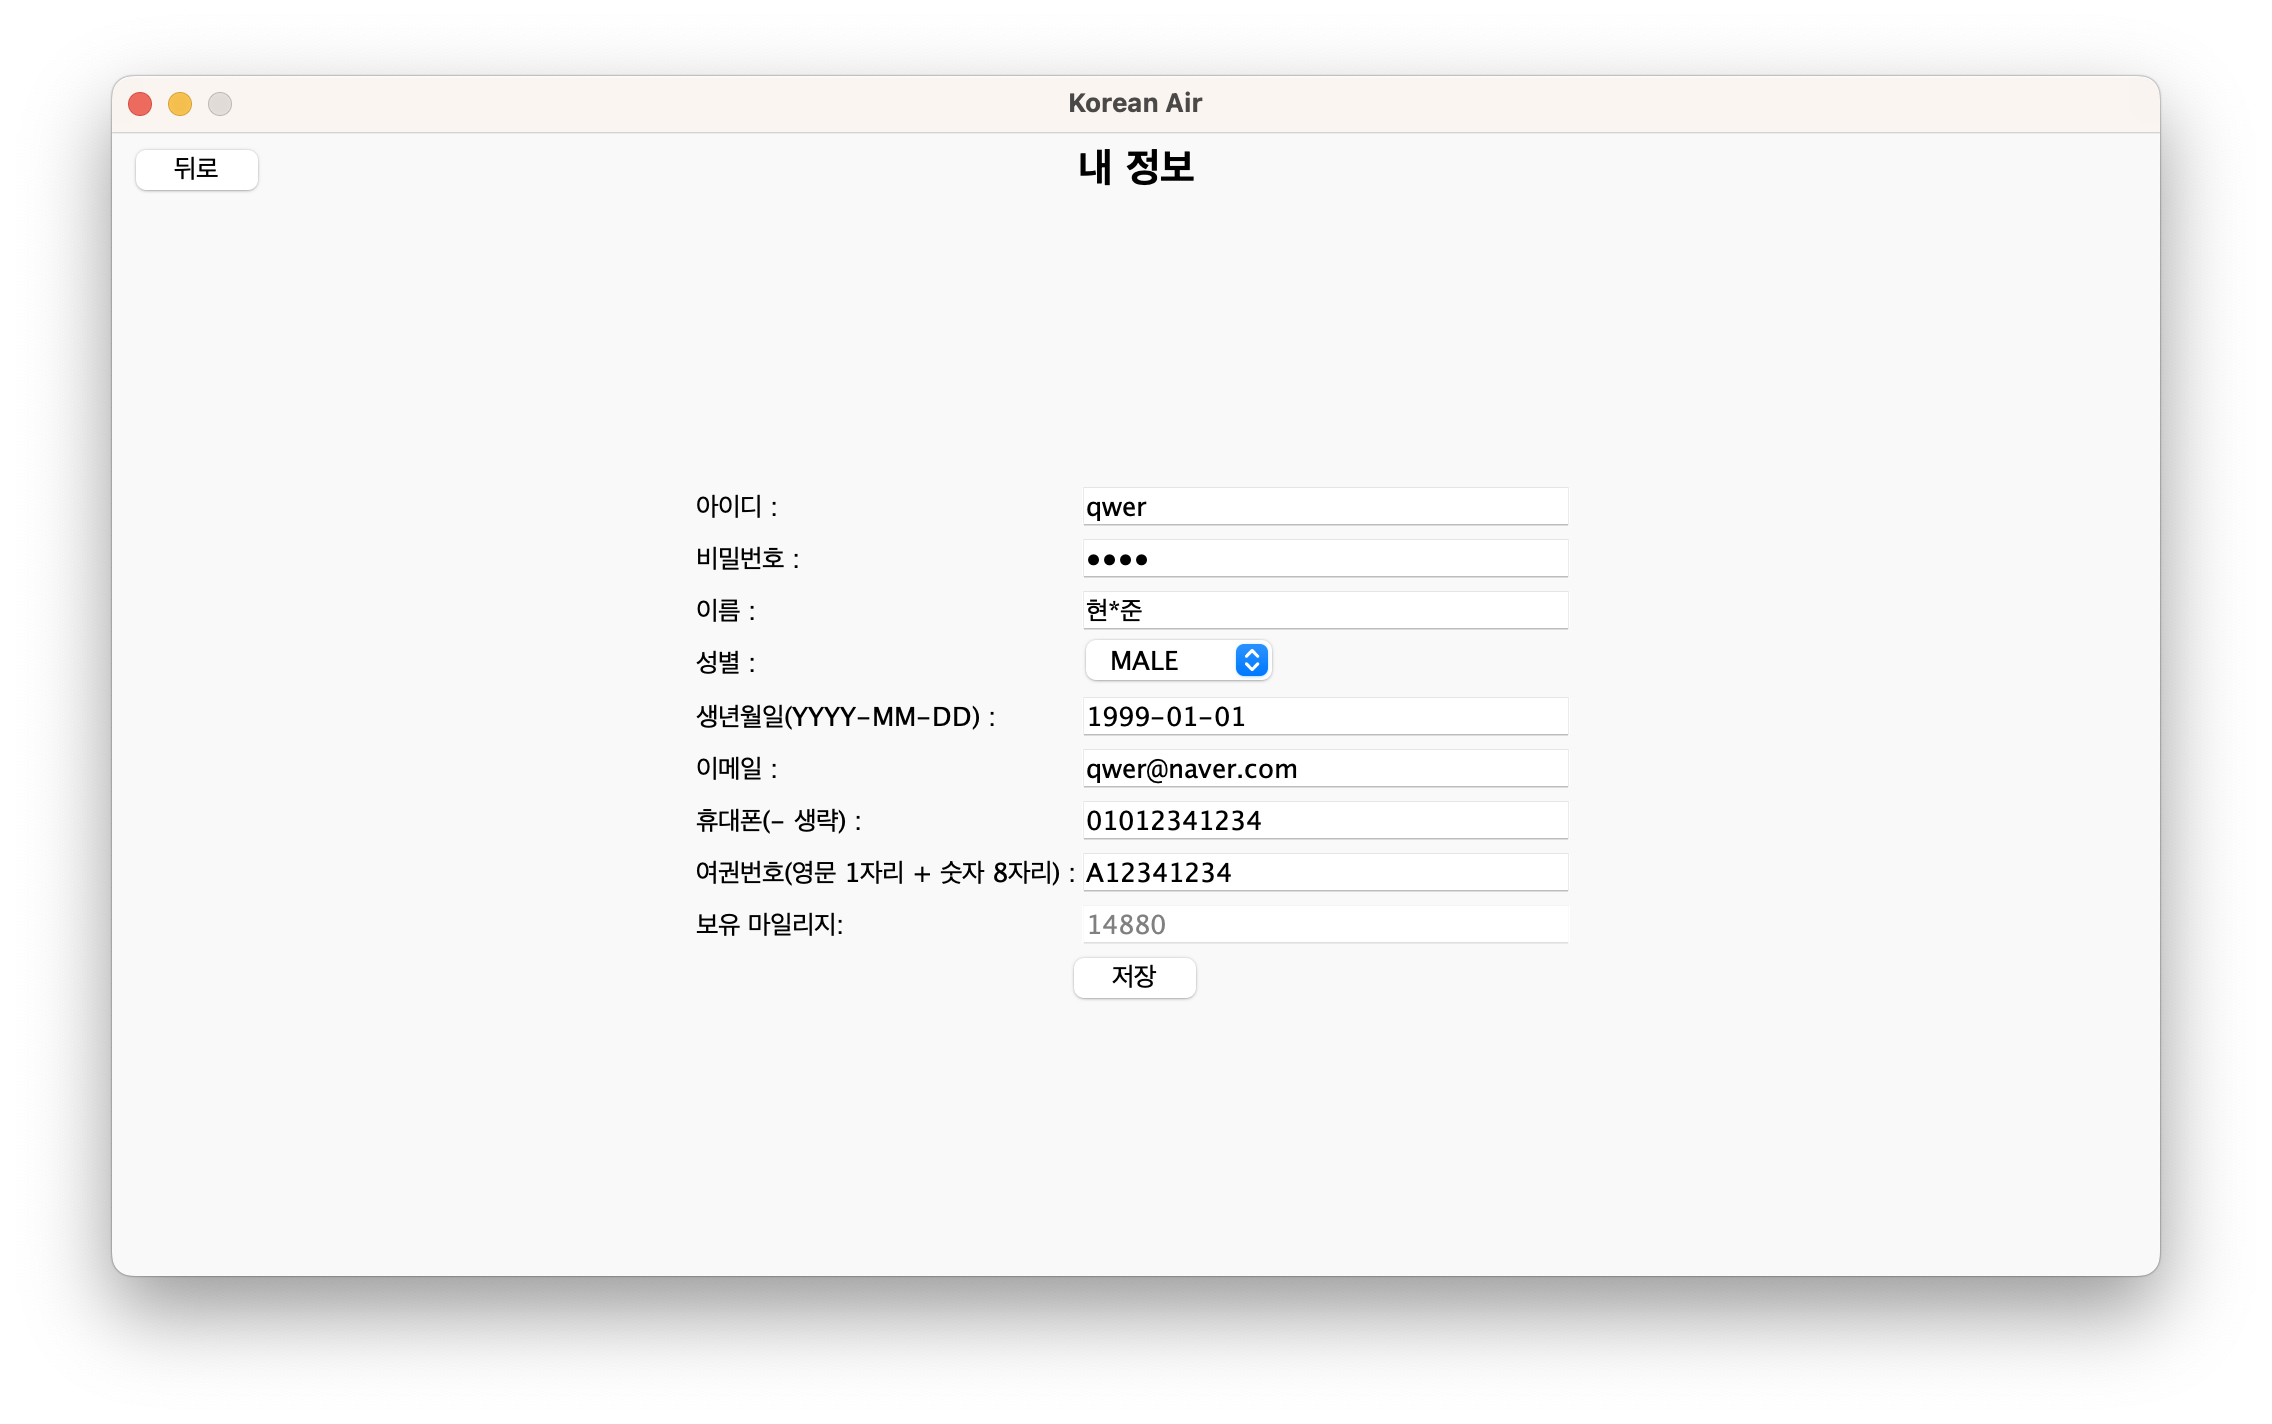 Korean Air
뒤로
내 정보
아이디 : qwer
비밀번호 : ••••
이름 : 현*준
성별 : MALE
생년월일(YYYY-MM-DD) : 1999-01-01
이메일 : qwer@naver.com
휴대폰(- 생략) : 01012341234
여권번호(영문 1자리 + 숫자 8자리) : A12341234
보유 마일리지: 14880
저장